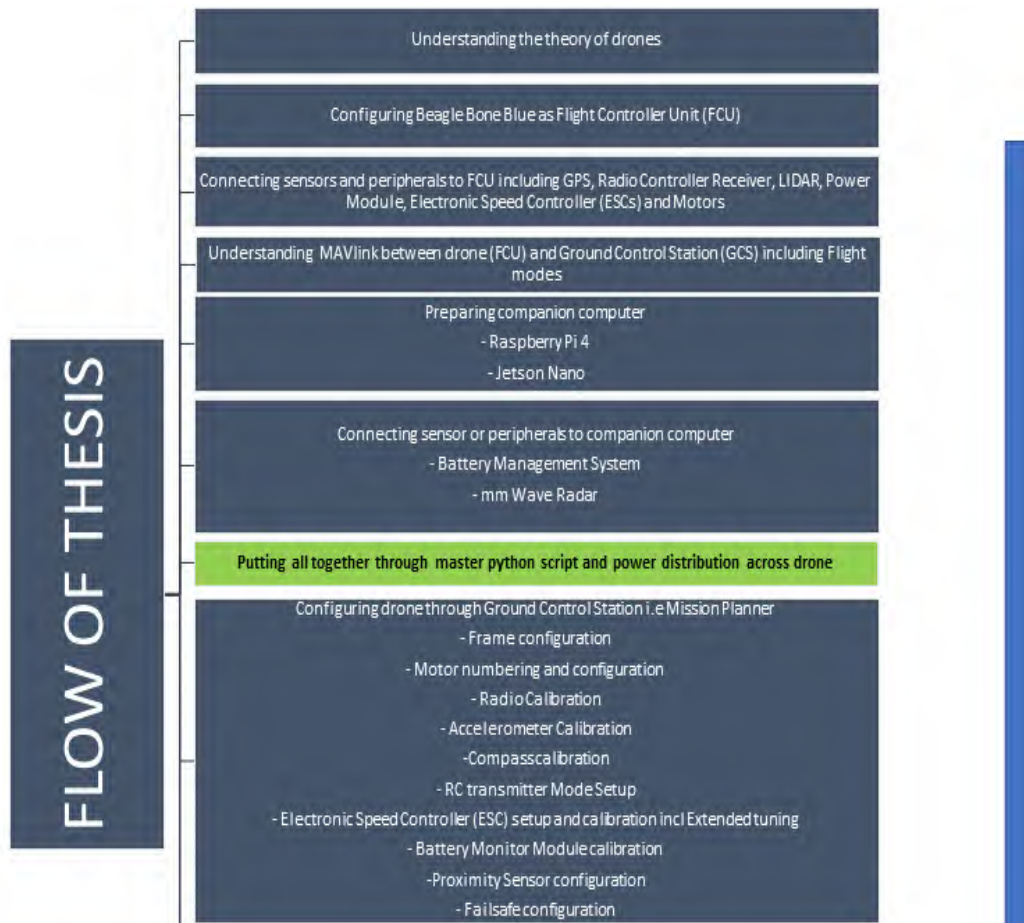 FLOW OF THESIS
Understanding the theory of drones
Configuring Beagle Bone Blue as Flight Controller Unit (FCU)
Connecting sensors and peripherals to FCU including GPS, Radio Controller Receiver, LIDAR, Power
Module, Electronic Speed Controller (ESCs) and Motors
Understanding MAVlink between drone (FCU) and Ground Control Station (GCS) including Flight
modes
Preparing companion computer
- Raspberry Pi 4
- Jetson Nano
Connecting sensor or peripherals to companion computer
- Battery Management System
- mm Wave Radar
Putting all together through master python script and power distribution across drone
Configuring drone through Ground Control Station i.e Mission Planner
- Frame configuration
- Motor numbering and configuration
- Radio Calibration
- Accelerometer Calibration
-Compass calibration
- RC transmitter Mode Setup
- Electronic Speed Controller (ESC) setup and calibration incl Extended tuning
- Battery Monitor Module calibration
-Proximity Sensor configuration
- Failsafe configuration